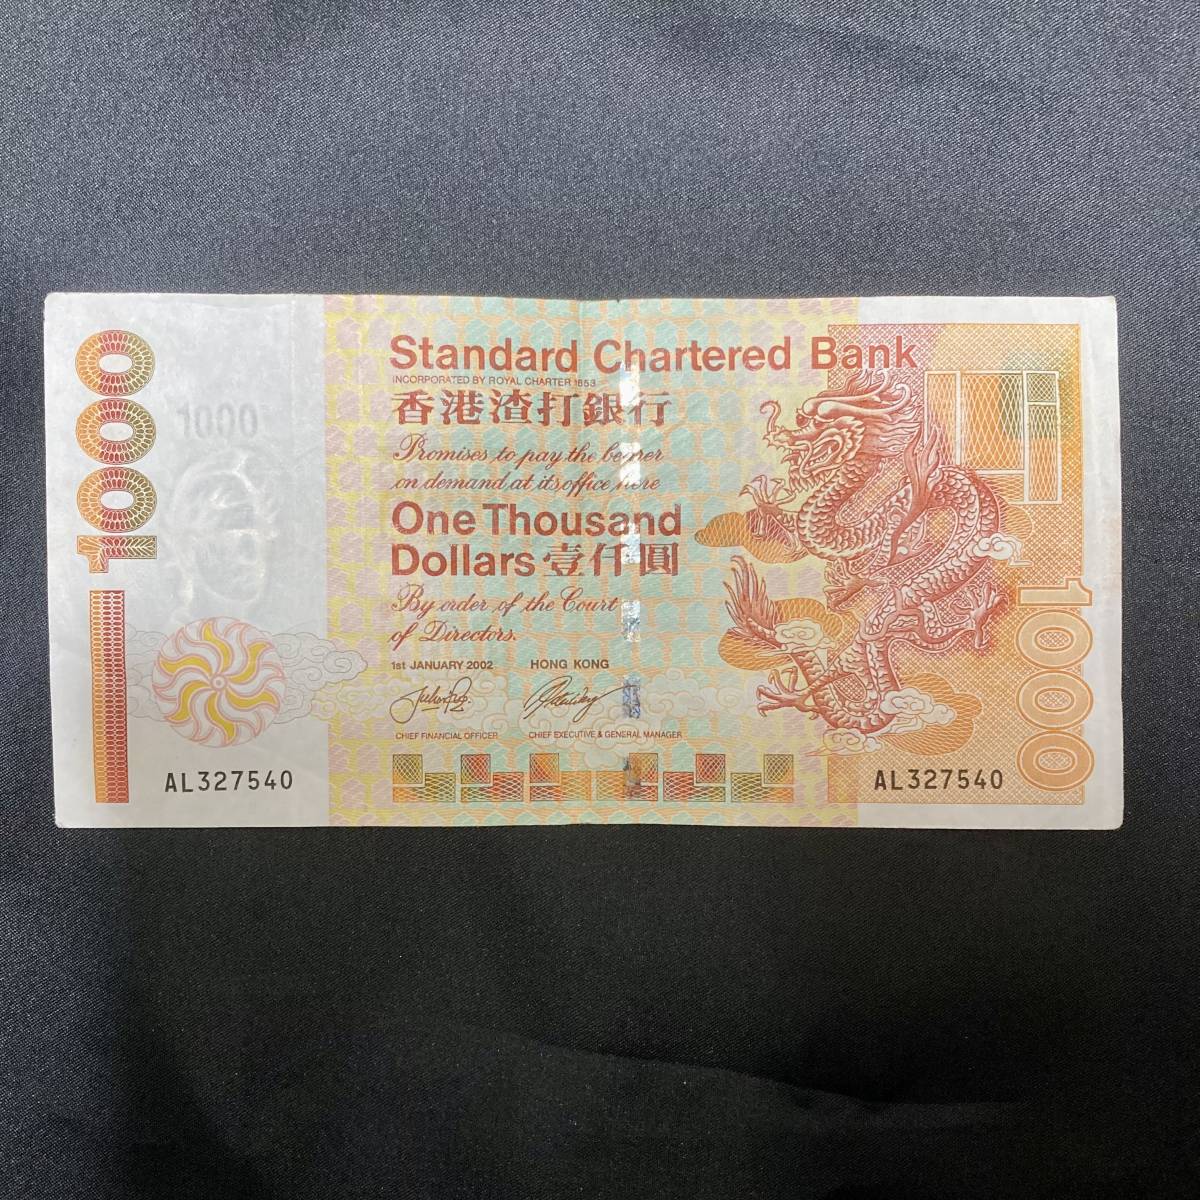 1000
1000
Standard Chartered Bank
INCORPORATED BY ROYAL CHARTER 1853
香港渣打銀行
Promises to pay the bearer
on demand at its office here
One Thousand
Dollars 壹仟圓
By order of the Court
of Directors.
1st JANUARY 2002 HONG KONG
CHIEF FINANCIAL OFFICER CHIEF EXECUTIVE & GENERAL MANAGER
AL327540
AL327540
1000